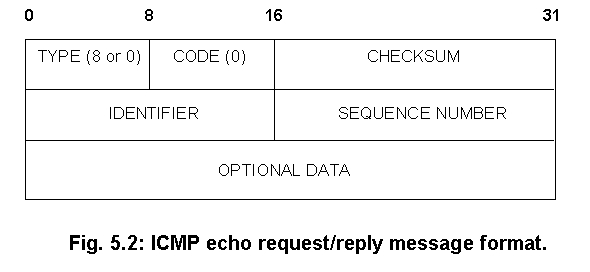 0 8 16 31
TYPE (8 or 0) CODE (0) CHECKSUM
IDENTIFIER SEQUENCE NUMBER
OPTIONAL DATA
Fig. 5.2: ICMP echo request/reply message format.